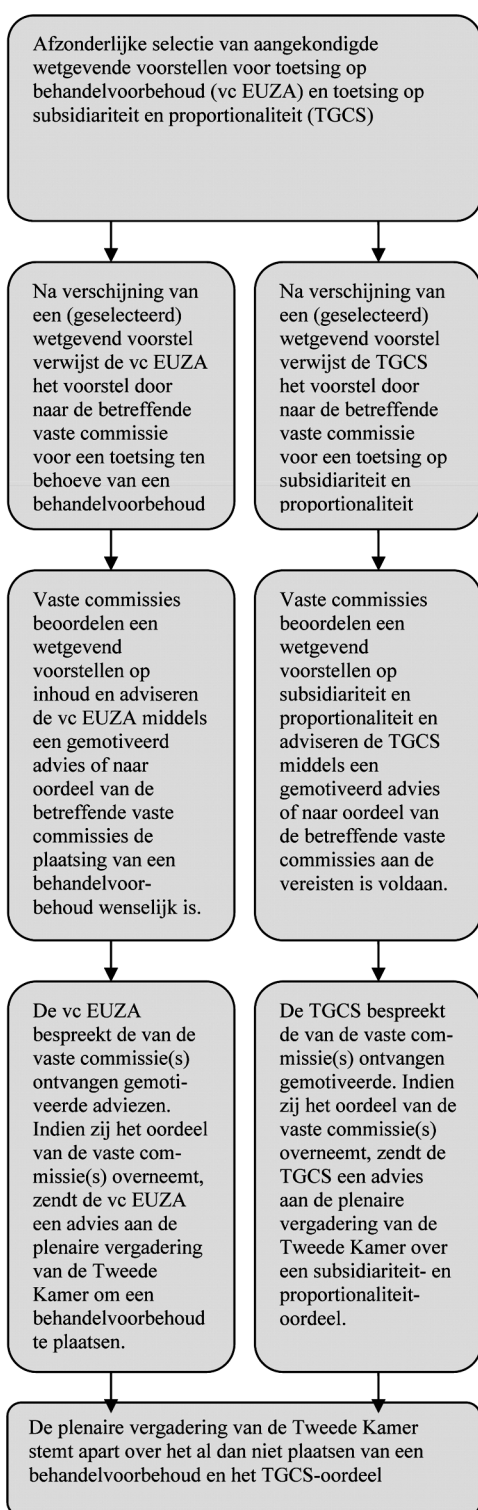 Afzonderlijke selectie van aangekondigde
wetgevende voorstellen voor toetsing op
behandelvoorbehoud (vc EUZA) en toetsing op
subsidiariteit en proportionaliteit (TGCS)
Na verschijning van
een (geselecteerd)
wetgevend voorstel
verwijst de vc EUZA
het voorstel door
naar de betreffende
vaste commissie
voor een toetsing ten
behoeve van een
behandelvoorbehoud
Na verschijning van
een (geselecteerd)
wetgevend voorstel
verwijst de TGCS
het voorstel door
naar de betreffende
vaste commissie
voor een toetsing op
subsidiariteit en
proportionaliteit
Vaste commissies
beoordelen een
wetgevend
voorstellen op
inhoud en adviseren
de vc EUZA middels
een gemotiveerd
advies of naar
oordeel van de
betreffende vaste
commissies de
plaatsing van een
behandelvoor-
behoud wenselijk is.
Vaste commissies
beoordelen een
wetgevend
voorstellen op
subsidiariteit en
proportionaliteit en
adviseren de TGCS
middels een
gemotiveerd advies
of naar oordeel van
de betreffende vaste
commissies aan de
vereisten is voldaan.
De vc EUZA
bespreekt de van de
vaste commissie(s)
ontvangen gemoti-
veerde adviezen.
Indien zij het oordeel
van de vaste com-
missie(s) overneemt,
zendt de vc EUZA
een advies aan de
plenaire vergadering
van de Tweede
Kamer om een
behandelvoorbehoud
te plaatsen.
De TGCS bespreekt
de van de vaste com-
missie(s) ontvangen
gemotiveerde. Indien
zij het oordeel van de
vaste commissie(s)
overneemt, zendt de
TGCS een advies
aan de plenaire
vergadering van de
Tweede Kamer over
een subsidiariteit- en
proportionaliteit-
oordeel.
De plenaire vergadering van de Tweede Kamer
stemt apart over het al dan niet plaatsen van een
behandelvoorbehoud en het TGCS-oordeel